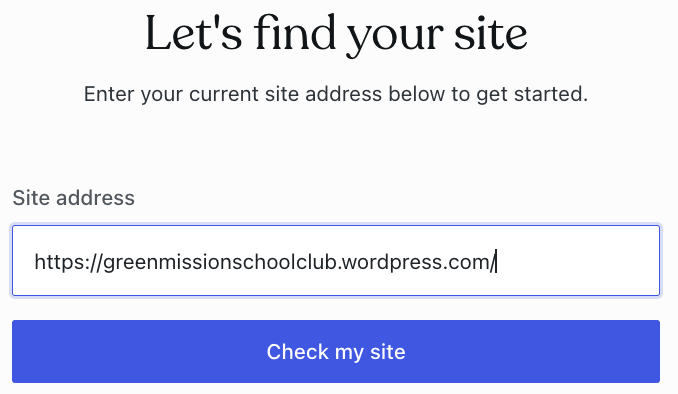 Let's find your site
Enter your current site address below to get started.
Site address
https://greenmissionschoolclub.wordpress.com/
Check my site